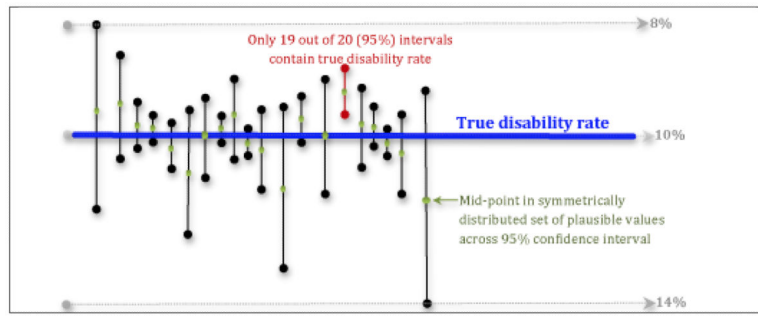 8%
Only 19 out of 20 (95%) intervals
contain true disability rate
True disability rate
10%
Mid-point in symmetrically
distributed set of plausible values
across 95% confidence interval
14%